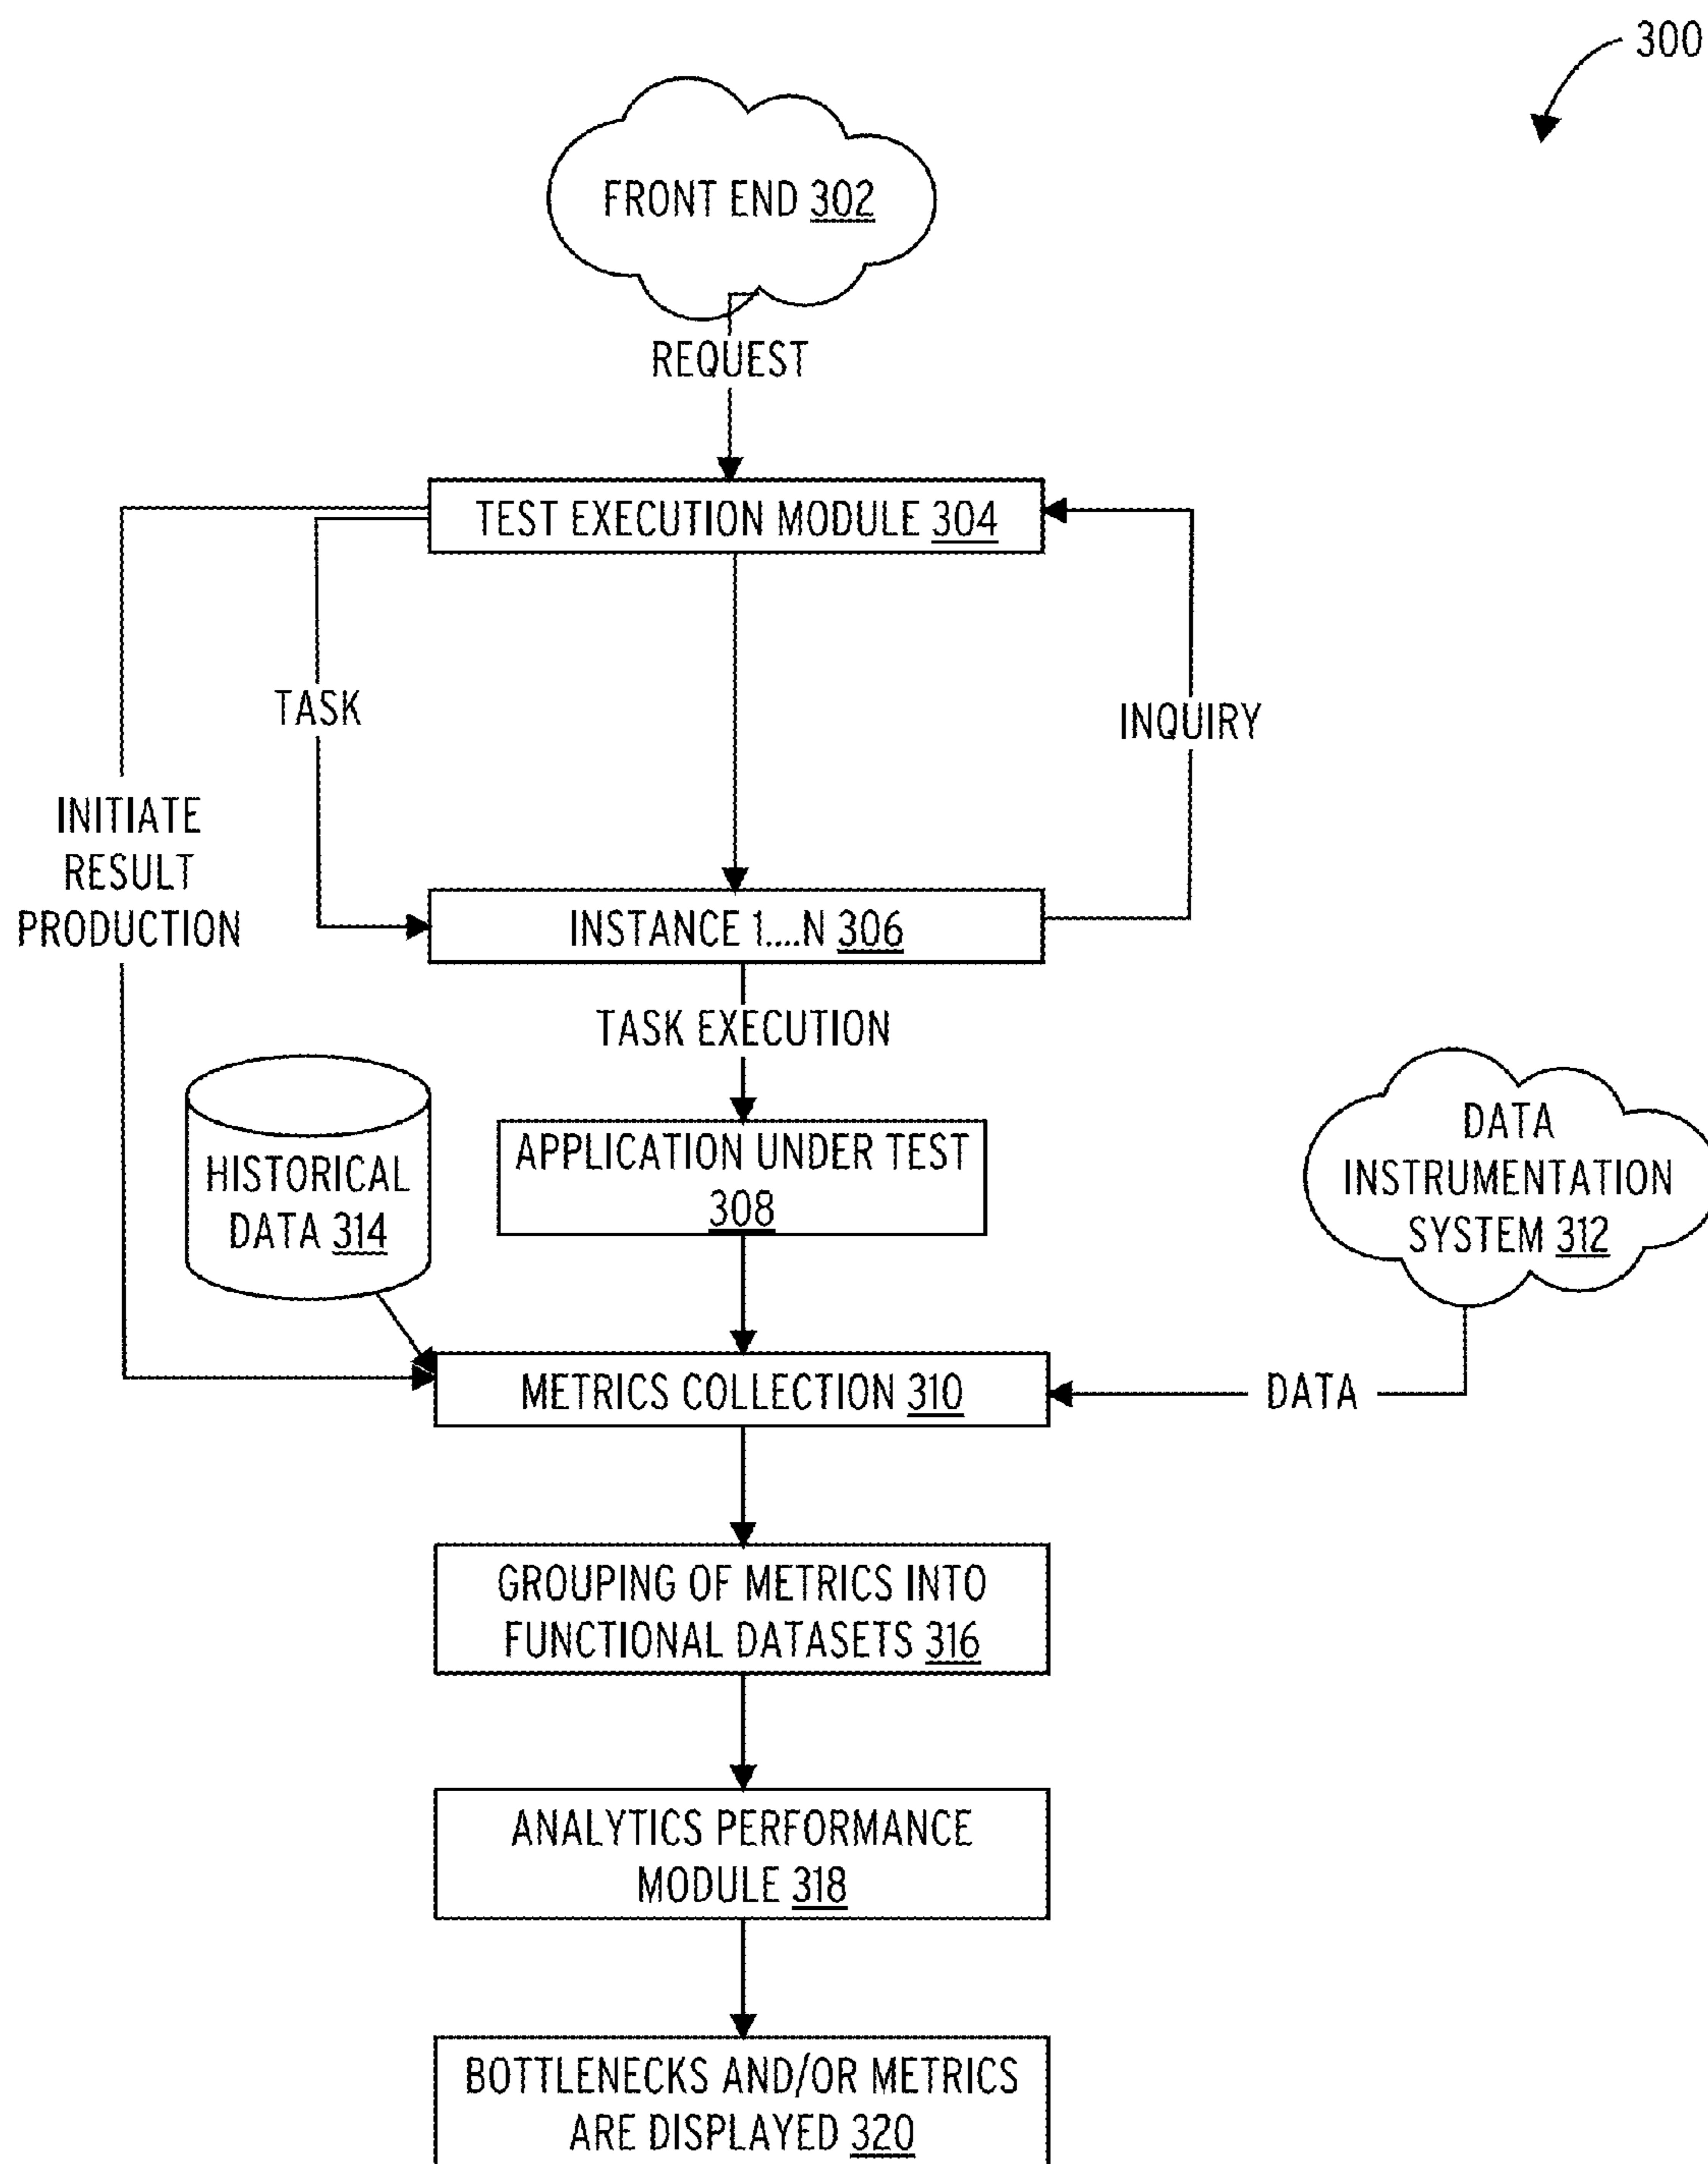 300
FRONT END 302
REQUEST
TEST EXECUTION MODULE 304
TASK
INQUIRY
INITIATE
RESULT
PRODUCTION
INSTANCE 1....N 306
TASK EXECUTION
HISTORICAL
DATA 314
APPLICATION UNDER TEST
308
DATA
INSTRUMENTATION
SYSTEM 312
METRICS COLLECTION 310
DATA
GROUPING OF METRICS INTO
FUNCTIONAL DATASETS 316
ANALYTICS PERFORMANCE
MODULE 318
BOTTLENECKS AND/OR METRICS
ARE DISPLAYED 320